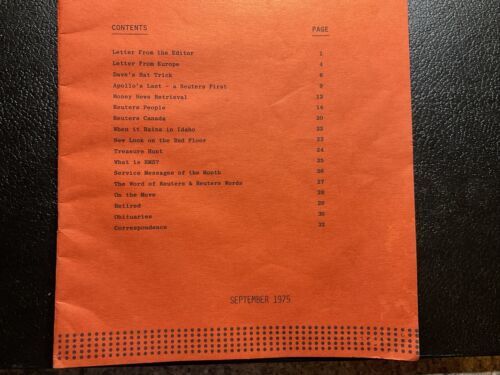 CONTENTS PAGE
Letter From the Editor 1
Letter From Europe 4
Dave's Hat Trick 6
Apollo's Last - a Reuters First 9
Money News Retrieval 12
Reuters People 14
Reuters Canada 20
When it Rains in Idaho 22
New Look on the 2nd Floor 23
Treasure Hunt 24
What is RMS? 25
Service Messages of the Month 26
The Word of Reuters & Reuters Words 27
On the Move 28
Retired 29
Obituaries 30
Correspondence 32
SEPTEMBER 1975